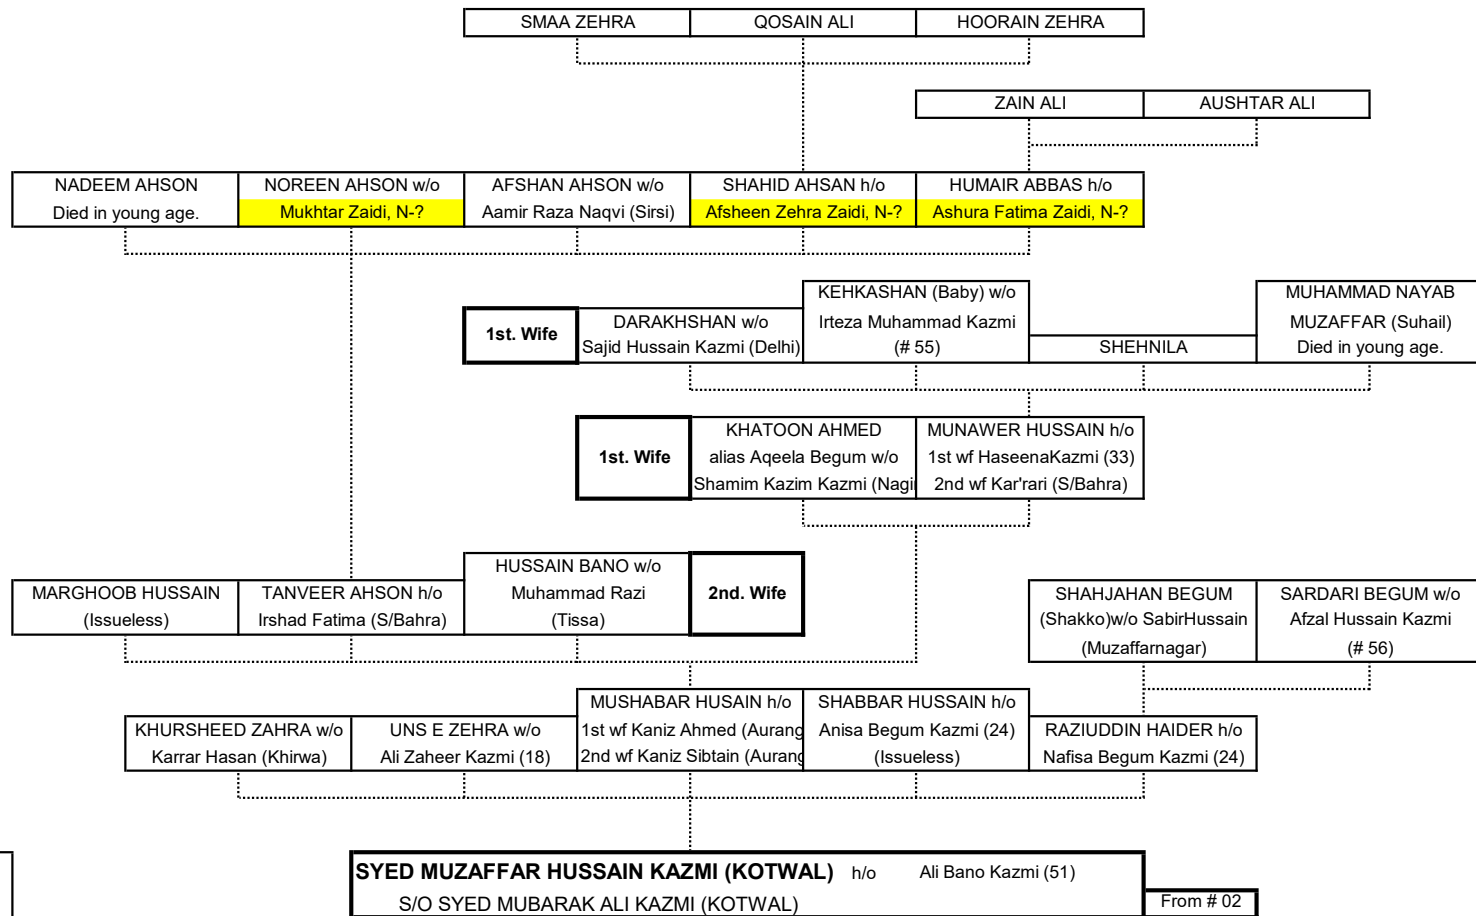 SMAA ZEHRA
QOSAIN ALI
HOORAIN ZEHRA
ZAIN ALI
AUSHTAR ALI
NADEEM AHSON
Died in young age.
NOREEN AHSON w/o
Mukhtar Zaidi, N-?
AFSHAN AHSON w/o
Aamir Raza Naqvi (Sirsi)
SHAHID AHSAN h/o
Afsheen Zehra Zaidi, N-?
HUMAIR ABBAS h/o
Ashura Fatima Zaidi, N-?
1st. Wife
DARAKHSHAN w/o
Sajid Hussain Kazmi (Delhi)
KEHKASHAN (Baby) w/o
Irteza Muhammad Kazmi
(# 55)
SHEHNILA
MUHAMMAD NAYAB
MUZAFFAR (Suhail)
Died in young age.
1st. Wife
KHATOON AHMED
alias Aqeela Begum w/o
Shamim Kazim Kazmi (Nagi
MUNAWER HUSSAIN h/o
1st wf HaseenaKazmi (33)
2nd wf Kar'rari (S/Bahra)
MARGHOOB HUSSAIN
(Issueless)
TANVEER AHSON h/o
Irshad Fatima (S/Bahra)
HUSSAIN BANO w/o
Muhammad Razi
(Tissa)
2nd. Wife
SHAHJAHAN BEGUM
(Shakko)w/o SabirHussain
(Muzaffarnagar)
SARDARI BEGUM w/o
Afzal Hussain Kazmi
(# 56)
KHURSHEED ZAHRA w/o
Karrar Hasan (Khirwa)
UNS E ZEHRA w/o
Ali Zaheer Kazmi (18)
MUSHABAR HUSAIN h/o
1st wf Kaniz Ahmed (Aurang
2nd wf Kaniz Sibtain (Aurang
SHABBAR HUSSAIN h/o
Anisa Begum Kazmi (24)
(Issueless)
RAZIUDDIN HAIDER h/o
Nafisa Begum Kazmi (24)
SYED MUZAFFAR HUSSAIN KAZMI (KOTWAL) h/o Ali Bano Kazmi (51)
S/O SYED MUBARAK ALI KAZMI (KOTWAL)
From # 02